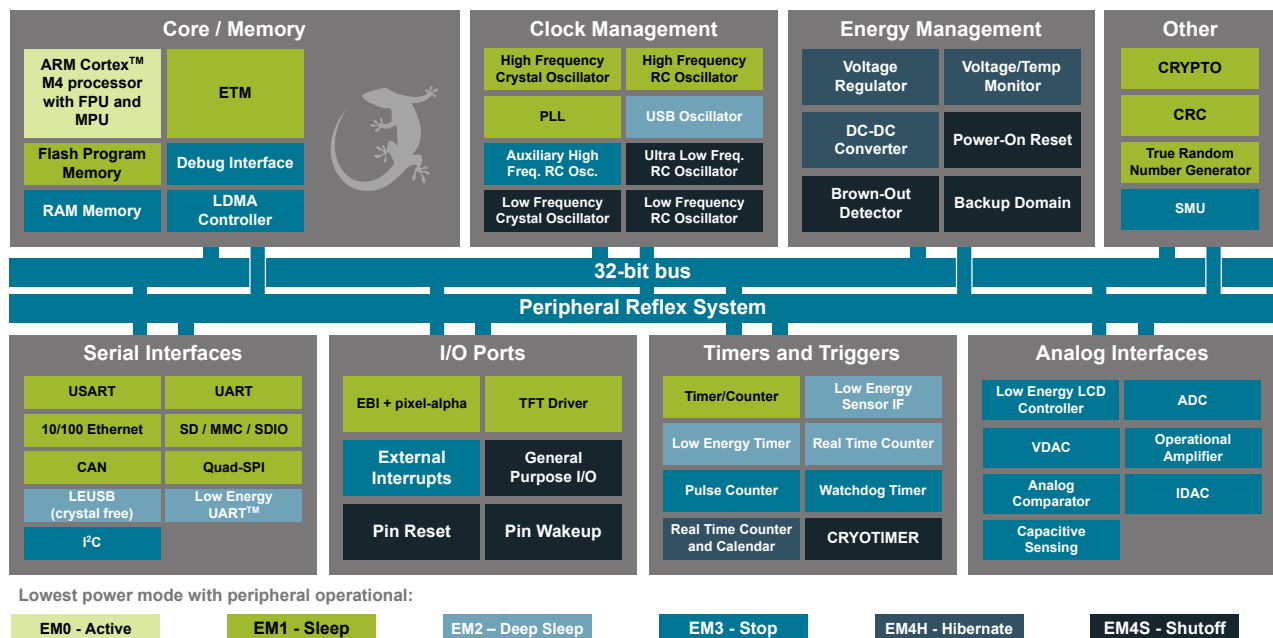 Core / Memory
ARM Cortex™
M4 processor
with FPU and
MPU
ETM
Flash Program
Memory
Debug Interface
RAM Memory
LDMA
Controller
Clock Management
High Frequency
Crystal Oscillator
High Frequency
RC Oscillator
PLL
USB Oscillator
Auxiliary High
Freq. RC Osc.
Ultra Low Freq.
RC Oscillator
Low Frequency
Crystal Oscillator
Low Frequency
RC Oscillator
Energy Management
Voltage
Regulator
Voltage/Temp
Monitor
DC-DC
Converter
Power-On Reset
Brown-Out
Detector
Backup Domain
Other
CRYPTO
CRC
True Random
Number Generator
SMU
32-bit bus
Peripheral Reflex System
Serial Interfaces
USART
UART
10/100 Ethernet
SD / MMC / SDIO
CAN
Quad-SPI
LEUSB
(crystal free)
Low Energy
UART™
I²C
I/O Ports
EBI + pixel-alpha
TFT Driver
External
Interrupts
General
Purpose I/O
Pin Reset
Pin Wakeup
Timers and Triggers
Timer/Counter
Low Energy
Sensor IF
Low Energy Timer
Real Time Counter
Pulse Counter
Watchdog Timer
Real Time Counter
and Calendar
CRYOTIMER
Analog Interfaces
Low Energy LCD
Controller
ADC
VDAC
Operational
Amplifier
Analog
Comparator
IDAC
Capacitive
Sensing
Lowest power mode with peripheral operational:
EM0 - Active
EM1 - Sleep
EM2 – Deep Sleep
EM3 - Stop
EM4H - Hibernate
EM4S - Shutoff